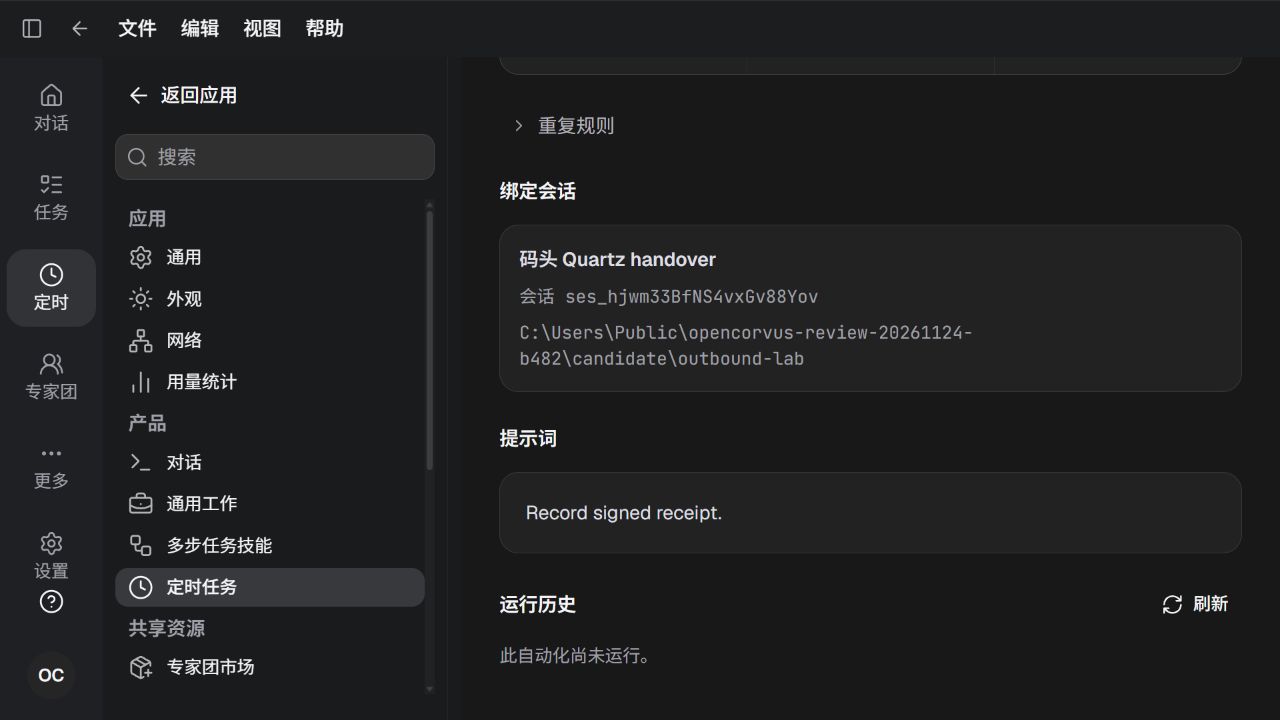 文件 编辑 视图 帮助
对话
任务
定时
专家团
更多
设置
OC
返回应用
搜索
应用
通用
外观
网络
用量统计
产品
对话
通用工作
多步任务技能
定时任务
共享资源
专家团市场
重复规则
绑定会话
码头 Quartz handover
会话 ses_hjwm33BfNS4vxGv88Yov
C:\Users\Public\opencorvus-review-20261124-
b482\candidate\outbound-lab
提示词
Record signed receipt.
运行历史
刷新
此自动化尚未运行。